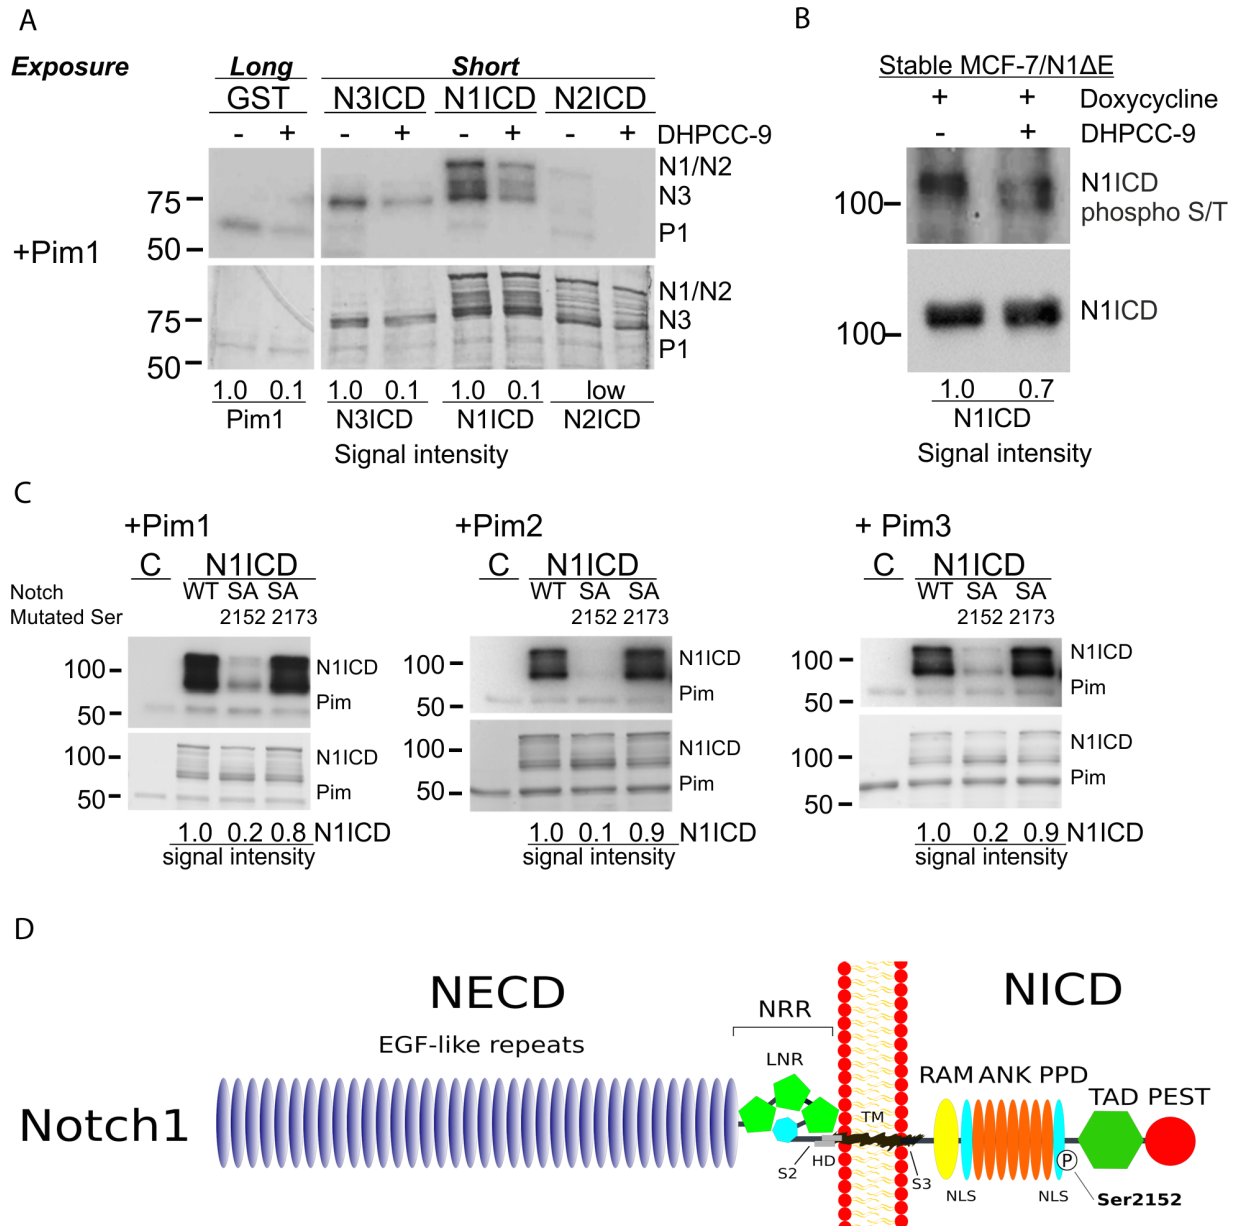 A
Exposure Long Short
GST N3ICD N1ICD N2ICD
- + - + - + - + DHPCC-9
N1/N2
75 N3
P1
50
+Pim1
N1/N2
75 N3
P1
50
1.0 0.1 1.0 0.1 1.0 0.1 low
Pim1 N3ICD N1ICD N2ICD
Signal intensity
B
Stable MCF-7/N1ΔE
+ + Doxycycline
- + DHPCC-9
N1ICD
100 phospho S/T
N1ICD
100
1.0 0.7
N1ICD
Signal intensity
C
+Pim1 +Pim2 + Pim3
C N1ICD C N1ICD C N1ICD
Notch WT SA SA WT SA SA WT SA SA
Mutated Ser 2152 2173 2152 2173 2152 2173
100 N1ICD 100 N1ICD 100 N1ICD
50 Pim 50 Pim 50 Pim
100 N1ICD 100 N1ICD 100 N1ICD
50 Pim 50 Pim 50 Pim
1.0 0.2 0.8 N1ICD 1.0 0.1 0.9 N1ICD 1.0 0.2 0.9 N1ICD
signal intensity signal intensity signal intensity
D
NECD NICD
NRR
EGF-like repeats
LNR
RAM ANK PPD
TAD PEST
Notch1
TM
S2 HD S3
NLS NLS P Ser2152